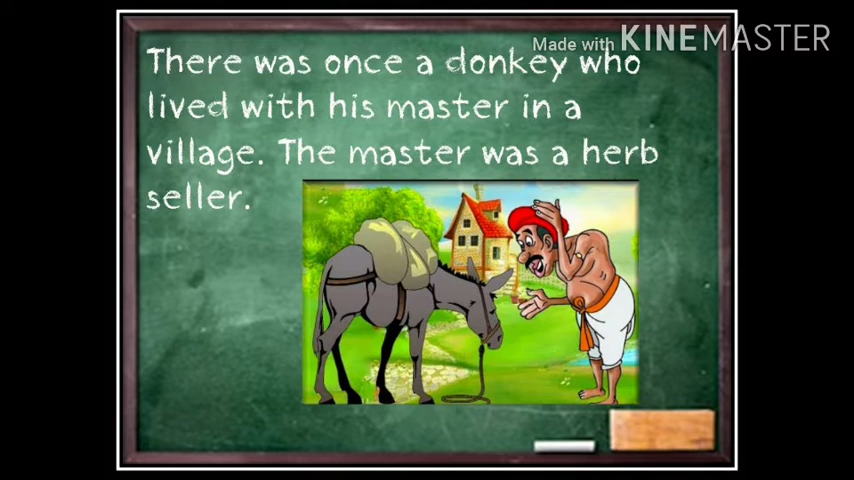 Made with KINEMASTER
There was once a donkey who
lived with his master in a
village. The master was a herb
seller.